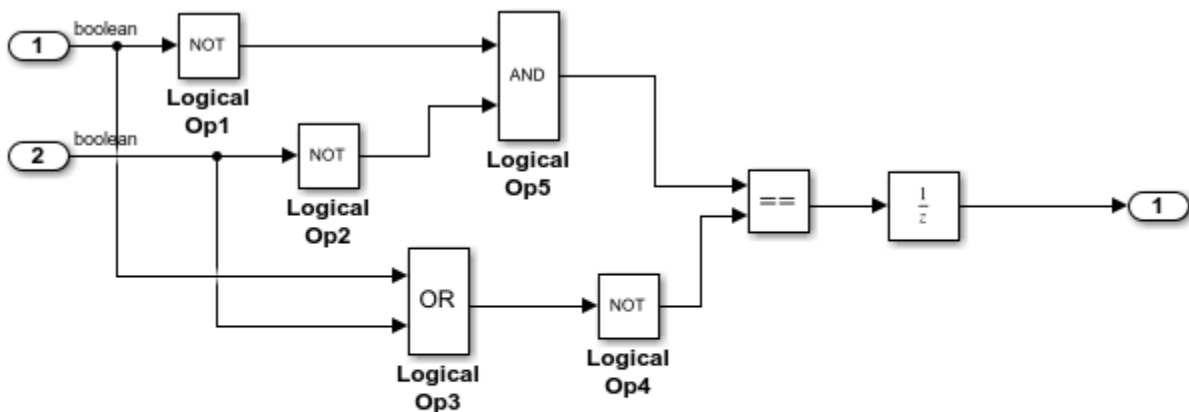 boolean
1
NOT
Logical
Op1
AND
Logical
Op5
boolean
2
NOT
Logical
Op2
==
1
z
1
OR
Logical
Op3
NOT
Logical
Op4